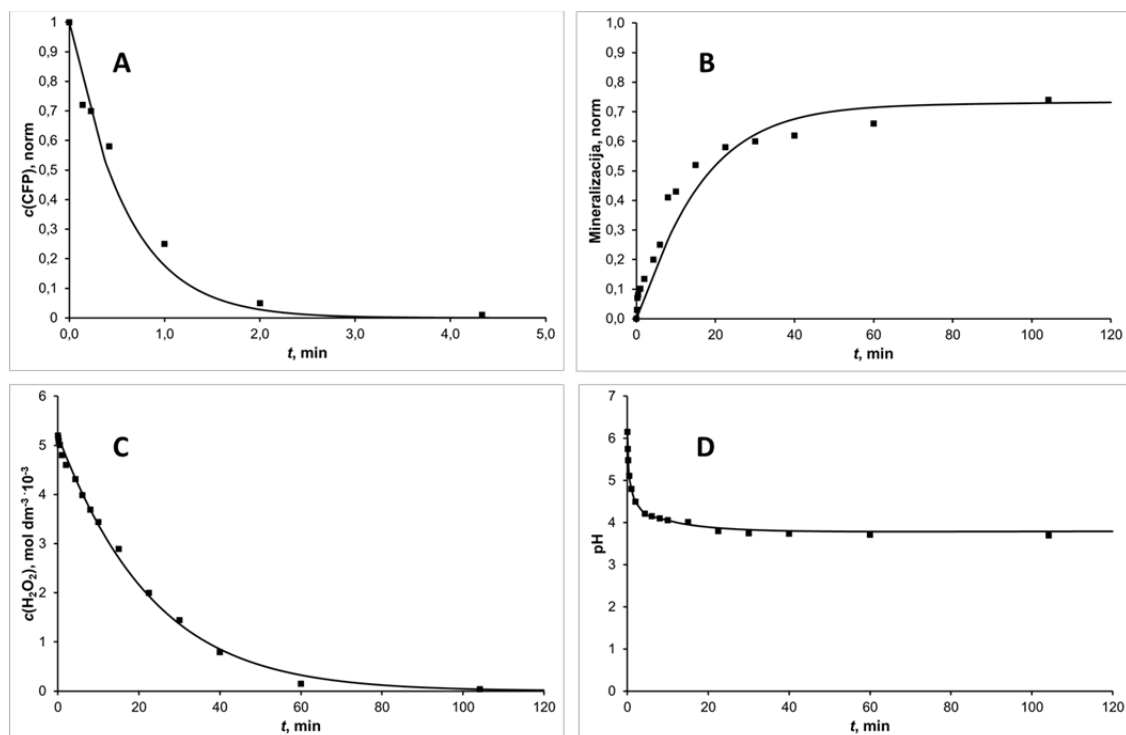 A
c(CFP), norm
1
0,9
0,8
0,7
0,6
0,5
0,4
0,3
0,2
0,1
0
0,0 1,0 2,0 3,0 4,0 5,0
t, min
B
Mineralizacija, norm
1,0
0,9
0,8
0,7
0,6
0,5
0,4
0,3
0,2
0,1
0,0
0 20 40 60 80 100 120
t, min
C
c(H₂O₂), mol dm⁻³ ·10⁻³
6
5
4
3
2
1
0
0 20 40 60 80 100 120
t, min
D
pH
7
6
5
4
3
2
1
0
0 20 40 60 80 100 120
t, min